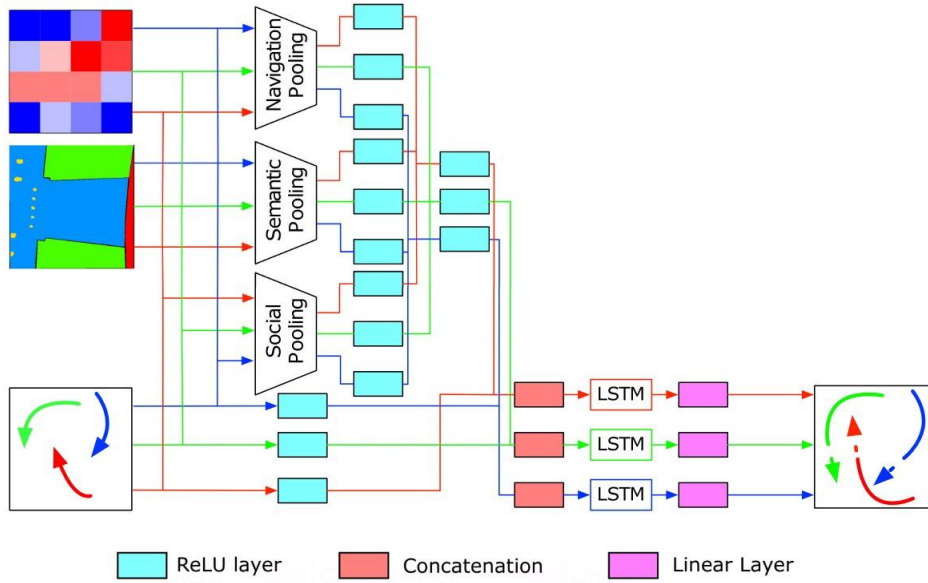 Navigation
Pooling
Semantic
Pooling
Social
Pooling
LSTM
LSTM
LSTM
ReLU layer
Concatenation
Linear Layer